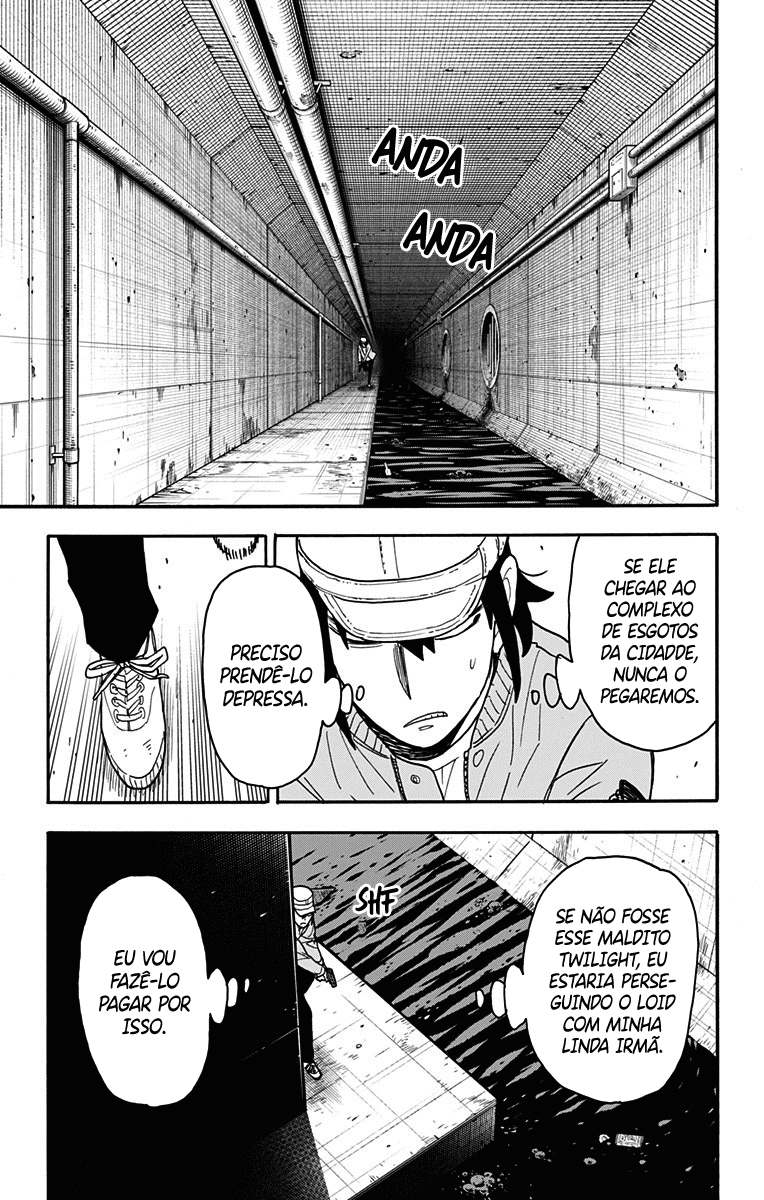 ANDA
ANDA
SE ELE
CHEGAR AO
COMPLEXO
DE ESGOTOS
DA CIDADDE,
NUNCA O
PEGAREMOS.
PRECISO
PRENDÊ-LO
DEPRESSA.
SHF
SE NÃO FOSSE
ESSE MALDITO
TWILIGHT, EU
ESTARIA PERSE-
GUINDO O LOID
COM MINHA
LINDA IRMÃ.
EU VOU
FAZÊ-LO
PAGAR POR
ISSO.